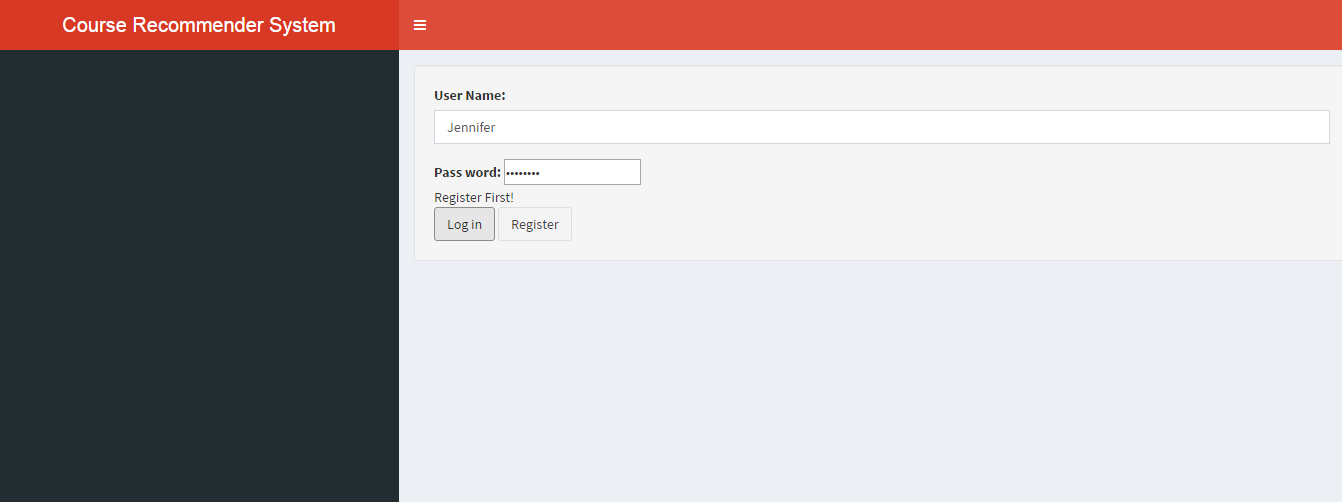 Course Recommender System
User Name:
Jennifer
Pass word: ••••••••
Register First!
Log in Register